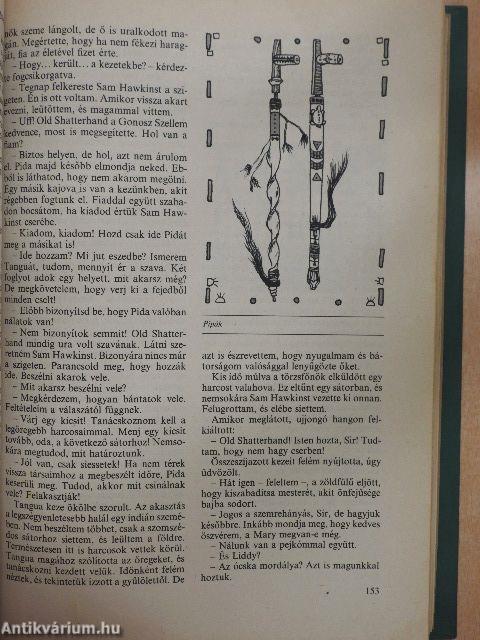 nők szeme lángolt, de ő is uralkodott ma-
gán. Megértette, hogy ha nem fékezi harag-
ját, fia az életével fizet érte.
– Hogy... került... a kezetekbe? – kérdez-
te fogcsikorgatva.
– Tegnap felkereste Sam Hawkinst a szi-
geten. Én is ott voltam. Amikor vissza akart
evezni, leütöttem, és magammal vittem.
– Uff! Old Shatterhand a Gonosz Szellem
kedvence, most is megsegítette. Hol van a
fiam?
– Biztos helyen, de hol, azt nem árulom
el. Pida majd később elmondja neked. Eb-
ből is láthatod, hogy nem akarom megölni.
Egy másik kajova is van a kezünkben, akit
régebben fogtunk el. Fiaddal együtt szaba-
don bocsátom, ha kiadod értük Sam Haw-
kinst cserébe.
– Kiadom, kiadom! Hozd csak ide Pidát
meg a másikat is!
– Ide hozzam? Mi jut eszedbe? Ismerem
Tanguát, tudom, mennyit ér a szava. Két
foglyot adok egy helyett, mit akarsz még?
De megkövetelem, hogy verj ki a fejedből
minden cselt!
– Előbb bizonyítsd be, hogy Pida valóban
nálatok van!
– Nem bizonyítok semmit! Old Shatter-
hand mindig ura volt szavának. Látni sze-
retném Sam Hawkinst. Bizonyára nincs már
a szigeten. Parancsold meg, hogy hozzák
ide. Beszélni akarok vele.
– Mit akarsz beszélni vele?
– Megkérdezem, hogyan bántatok vele.
Feltételeim a válaszától függnek.
– Várj egy kicsit! Tanácskoznom kell a
legöregebb harcosaimmal. Menj egy kicsit
tovább, oda, a következő sátorhoz! Nemso-
kára megtudod, mit határoztunk.
– Jól van, csak siessetek! Ha nem térek
vissza társaimhoz a megbeszélt időre, Pida
kerüli meg. Tudod, akkor mit csinálnak
vele? Felakasztják!
Tangua keze ökölbe szorult. Az akasztás
a legszégyenletesebb halál egy indián szemé-
ben. Nem beszéltem többet, csak a szomszé-
dos sátorhoz siettem, és leültem a földre.
Természetesen itt is harcosok vettek körül.
Tangua magához szólította az öregeket, és
tanácskozni kezdett velük. Időnként felém
néztek, és tekintetük izzott a gyűlölettől. De
Pipák
azt is észrevettem, hogy nyugalmam és bá-
torságom valósággal lenyűgözte őket.
Kis idő múlva a törzsfőnök elküldött egy
harcost valahova. Ez eltűnt egy sátorban, és
nemsokára Sam Hawkinst vezette ki onnan.
Felugrottam, és elébe siettem.
Amikor meglátott, ujjongó hangon fel-
kiáltott:
– Old Shatterhand! Isten hozta, Sir! Tud-
tam, hogy nem hagy cserben!
Összeszíjazott kezeit felém nyújtotta, úgy
üdvözölt.
– Hát igen – feleltem –, a zöldfülű eljött,
hogy kiszabadítsa mesterét, akit önfejűsége
bajba sodort.
– Jogos a szemrehányás, Sir, de hagyjuk
későbbre. Inkább mondja meg, hogy kedves
öszvérem, a Mary megvan-e még.
– Nálunk van a pejkómmal együtt.
– És Liddy?
– Az ócska mordálya? Azt is magunkkal
hoztuk.
153
Antikvárium.hu